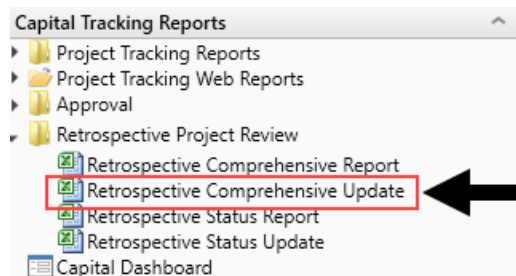 Capital Tracking Reports
Project Tracking Reports
Project Tracking Web Reports
Approval
Retrospective Project Review
Retrospective Comprehensive Report
Retrospective Comprehensive Update
Retrospective Status Report
Retrospective Status Update
Capital Dashboard